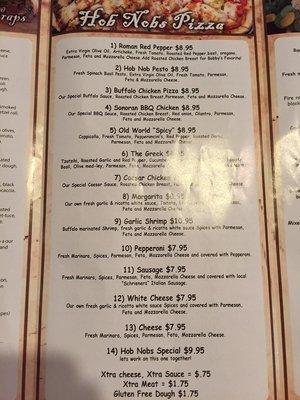 raps
Hob Nobs Pizza
1) Roman Red Pepper $8.95
Extra Virgin Olive Oil, Artichoke, Fresh Tomato, Roasted Red Pepper, basil, oregano,
Parmesan, Feta and Mozzarella Cheese. Add Roasted Chicken Breast for Bobby's Favorite!
2) Hob Nob Pesto $8.95
Fresh Spinach Basil Pesto, Extra Virgin Olive Oil, Fresh Tomato, Parmesan,
Feta & Mozzarella Cheese.
3) Buffalo Chicken Pizza $8.95
Our Special Buffalo Sauce, Roasted Chicken Breast, Parmesan, Feta and Mozzarella Cheese.
4) Sonoran BBQ Chicken $8.95
Our Special BBQ Sauce, Roasted Chicken Breast, Red onion, Cilantro, Parmesan,
Feta and Mozzarella Cheese.
5) Old World "Spicy" $8.95
Cappicolla, Fresh Tomato, Pepperoncini's, Red Pepper, Roasted Garlic,
Parmesan, Feta and Mozzarella Cheese.
6) The Greek
Tzatziki, Roasted Garlic and Red Pepper, Cucumber
Basil, Olive medley, Parmesan, Feta, Mozzarella
7) Caesar Chicken
Our Special Caesar Sauce, Roasted Chicken Breast,
Feta and Mozzarella Cheese.
8) Margarita $8.95
Our own fresh garlic & ricotta white sauce, Tomato,
Feta and Mozzarella Cheese.
9) Garlic Shrimp $10.95
Buffalo marinated Shrimp, fresh garlic & ricotta white sauce Spices with Parmesan,
Feta and Mozzarella Cheese.
10) Pepperoni $7.95
Fresh Marinara, Spices, Parmesan, Feta, Mozzarella Cheese and covered with Pepperoni.
11) Sausage $7.95
Fresh Marinara, Spices, Parmesan, Feta, Mozzarella Cheese and covered with local
"Schreiners" Italian Sausage.
12) White Cheese $7.95
Our own fresh garlic & ricotta white sauce Spices and covered with Parmesan,
Feta and Mozzarella Cheese.
13) Cheese $7.95
Fresh Marinara, Spices, Parmesan, Feta, Mozzarella Cheese.
14) Hob Nobs Special $9.95
lets work on this one together!
Xtra cheese, Xtra Sauce = $.75
Xtra Meat = $1.75
Gluten Free Dough $1.75